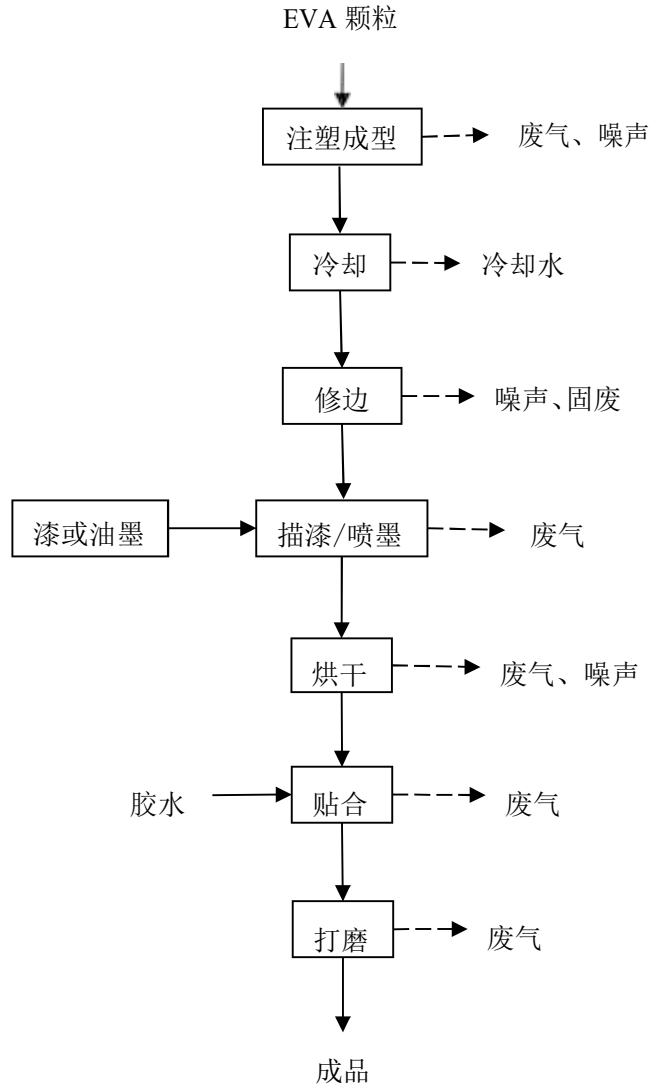 EVA 颗粒
注塑成型
废气、噪声
冷却
冷却水
修边
噪声、固废
漆或油墨
描漆/喷墨
废气
烘干
废气、噪声
胶水
贴合
废气
打磨
废气
成品